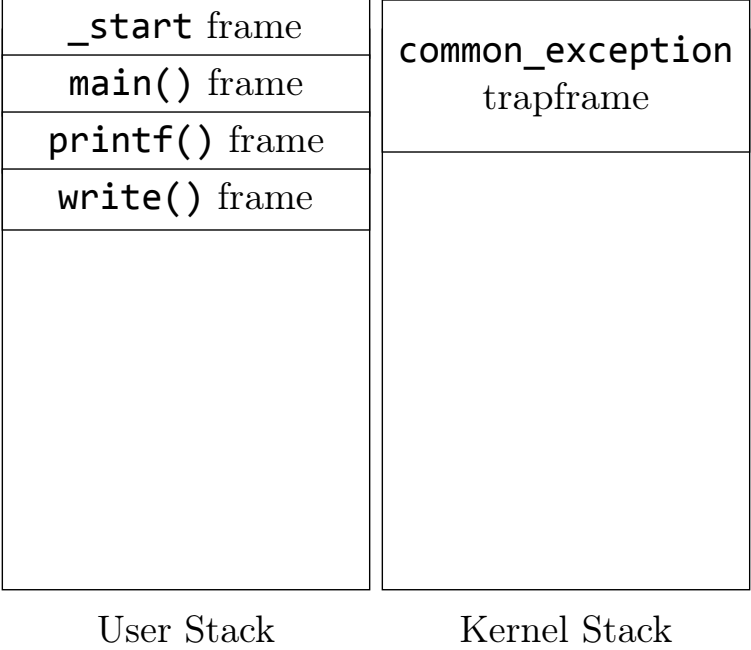 _start frame
main() frame
printf() frame
write() frame
common_exception
trapframe
User Stack
Kernel Stack